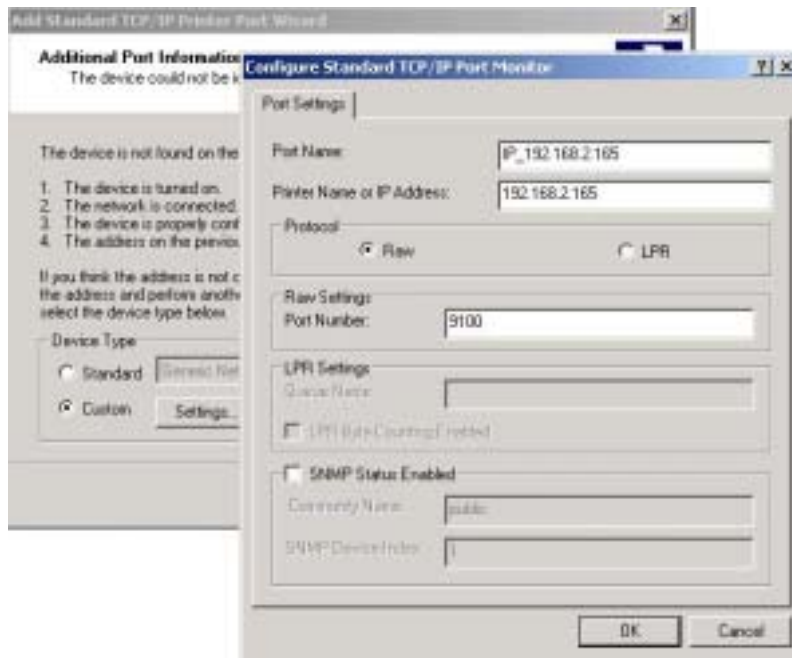 Add Standard TCP/IP Printer Port Wizard
Additional Port Information
The device could not be i
The device is not found on the
1. The device is turned on.
2. The network is connected.
3. The device is properly conf
4. The address on the previou
If you think the address is not c
the address and perform anothe
select the device type below.
Device Type
Standard
Generic Net
Custom
Settings...
Configure Standard TCP/IP Port Monitor
Port Settings
Port Name:
IP_192.168.2.165
Printer Name or IP Address:
192.168.2.165
Protocol
Raw
LPR
Raw Settings
Port Number:
9100
LPR Settings
Queue Name:
LPR Byte Counting Enabled
SNMP Status Enabled
Community Name:
public
SNMP Device Index:
1
OK
Cancel